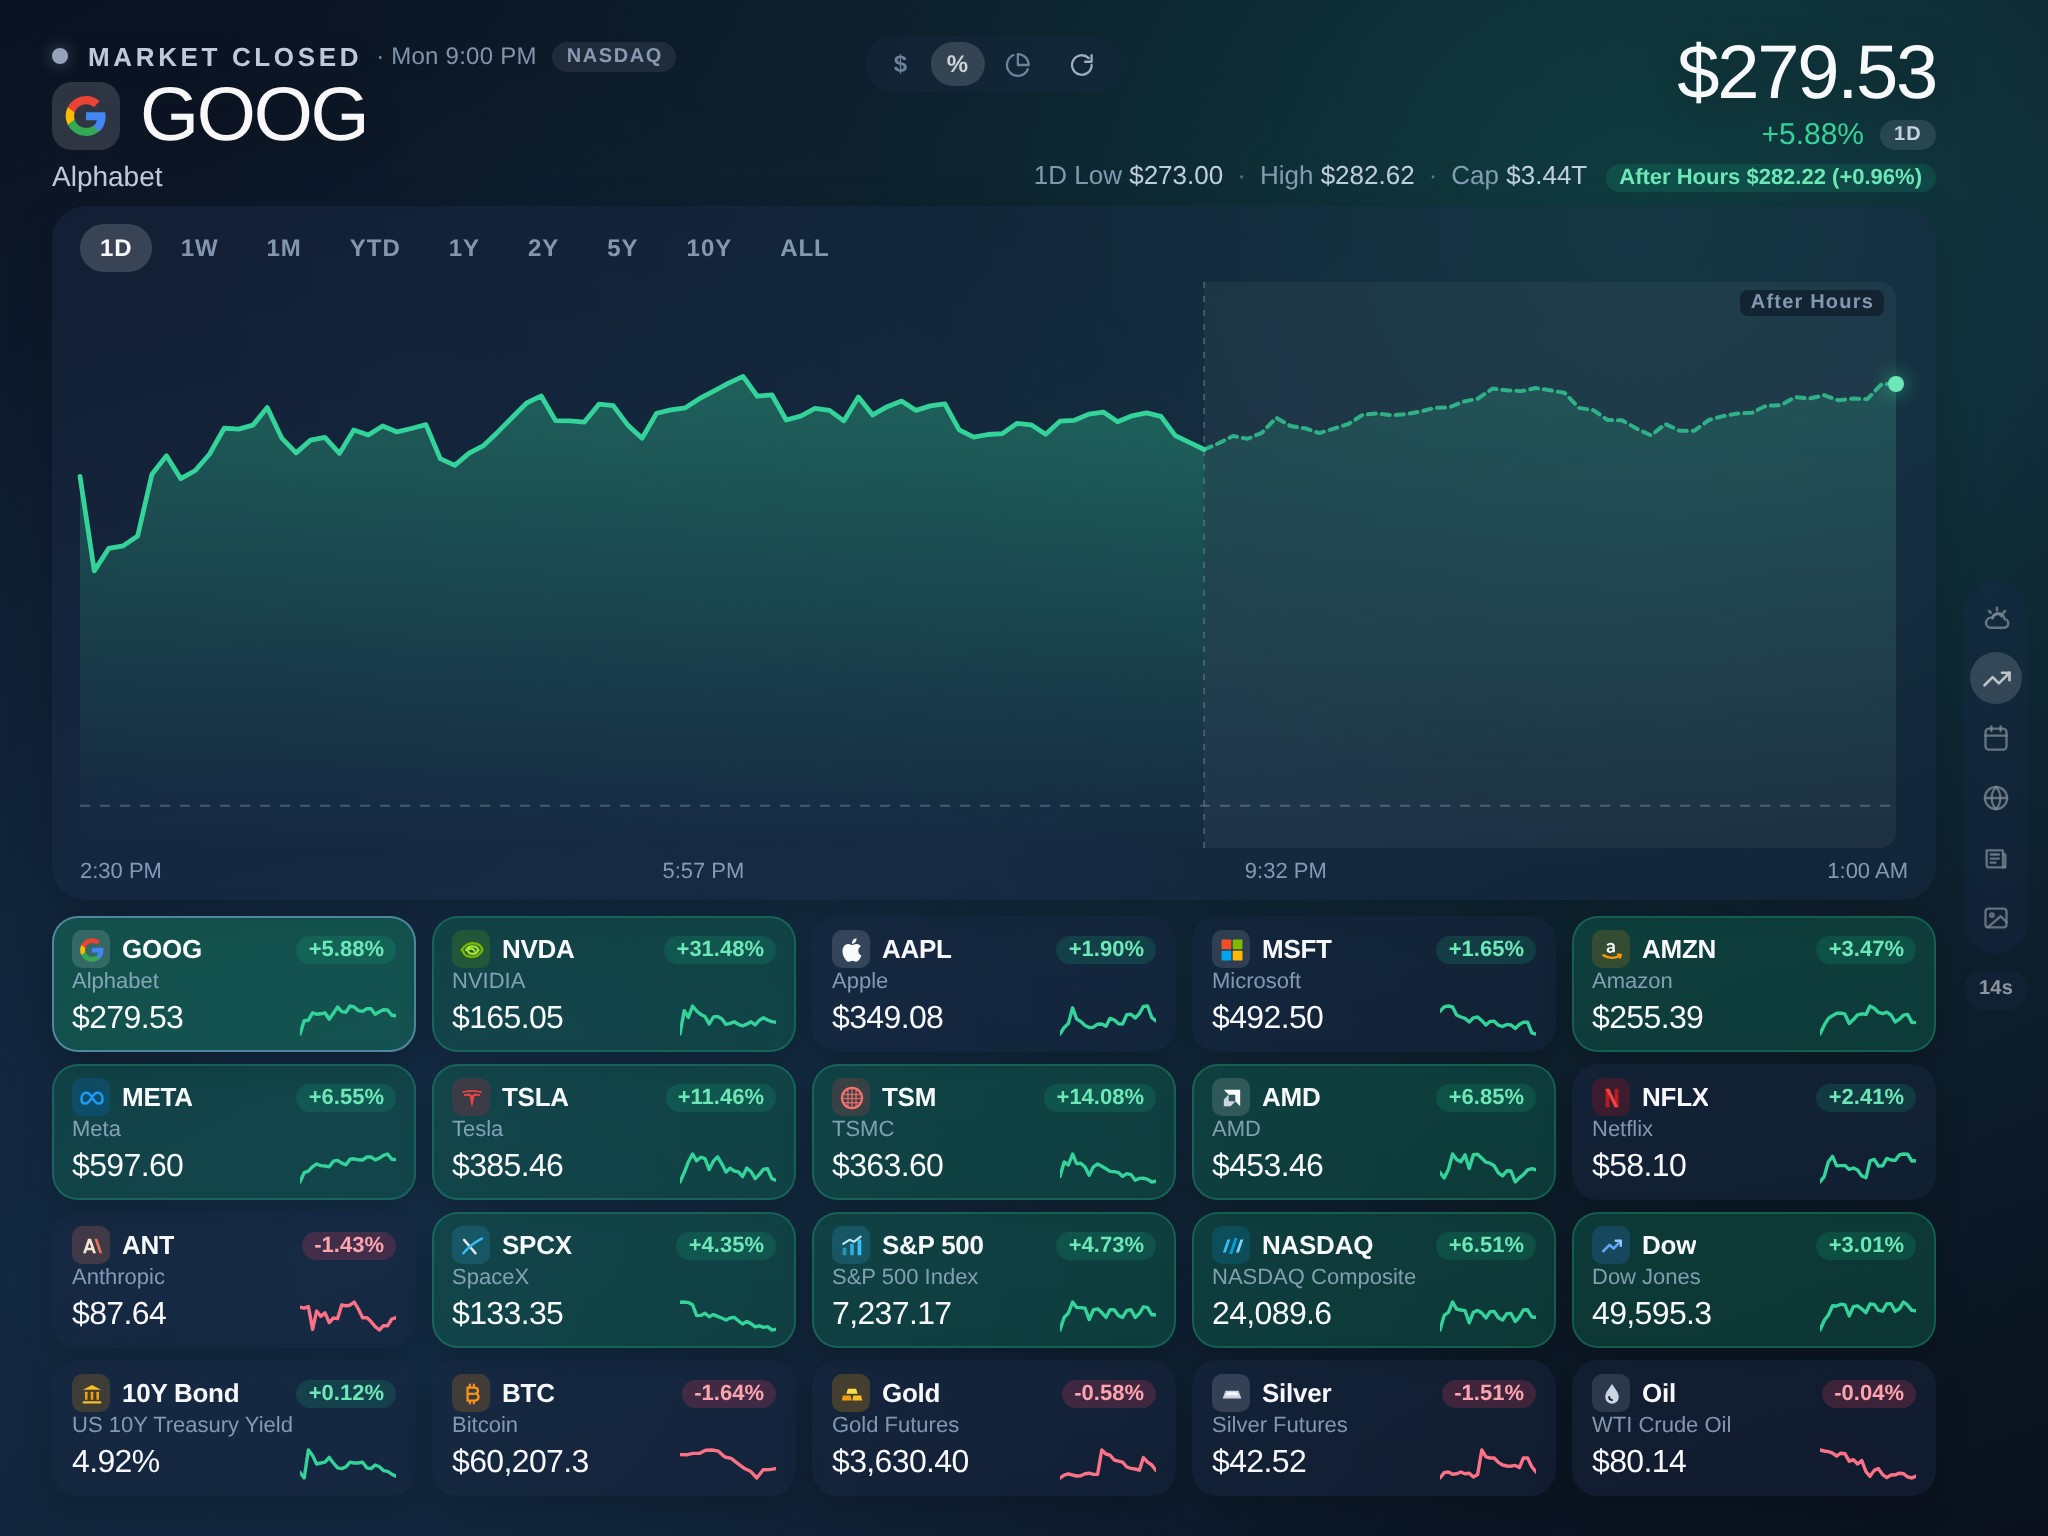 MARKET CLOSED · Mon 9:00 PM NASDAQ
$ %
$279.53
GOOG
+5.88% 1D
Alphabet
1D Low $273.00 · High $282.62 · Cap $3.44T After Hours $282.22 (+0.96%)
1D 1W 1M YTD 1Y 2Y 5Y 10Y ALL
After Hours
2:30 PM 5:57 PM 9:32 PM 1:00 AM
GOOG +5.88%
Alphabet
$279.53
NVDA +31.48%
NVIDIA
$165.05
AAPL +1.90%
Apple
$349.08
MSFT +1.65%
Microsoft
$492.50
AMZN +3.47%
Amazon
$255.39
14s
META +6.55%
Meta
$597.60
TSLA +11.46%
Tesla
$385.46
TSM +14.08%
TSMC
$363.60
AMD +6.85%
AMD
$453.46
NFLX +2.41%
Netflix
$58.10
ANT -1.43%
Anthropic
$87.64
SPCX +4.35%
SpaceX
$133.35
S&P 500 +4.73%
S&P 500 Index
7,237.17
NASDAQ +6.51%
NASDAQ Composite
24,089.6
Dow +3.01%
Dow Jones
49,595.3
10Y Bond +0.12%
US 10Y Treasury Yield
4.92%
BTC -1.64%
Bitcoin
$60,207.3
Gold -0.58%
Gold Futures
$3,630.40
Silver -1.51%
Silver Futures
$42.52
Oil -0.04%
WTI Crude Oil
$80.14